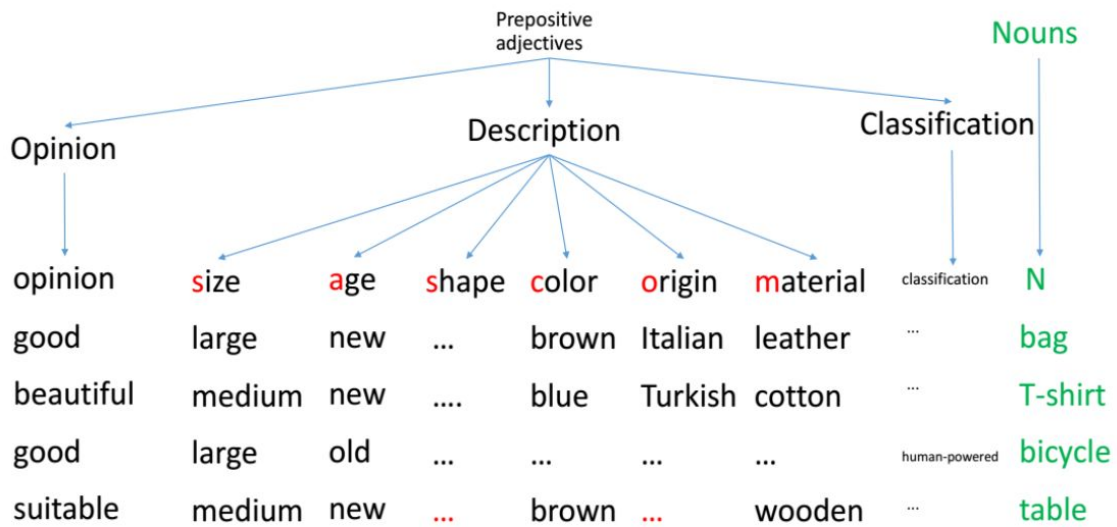 Prepositive
adjectives
Nouns
Opinion
Description
Classification
opinion size age shape color origin material classification N
good large new ... brown Italian leather ... bag
beautiful medium new .... blue Turkish cotton ... T-shirt
good large old ... ... ... ... human-powered bicycle
suitable medium new ... brown ... wooden ... table